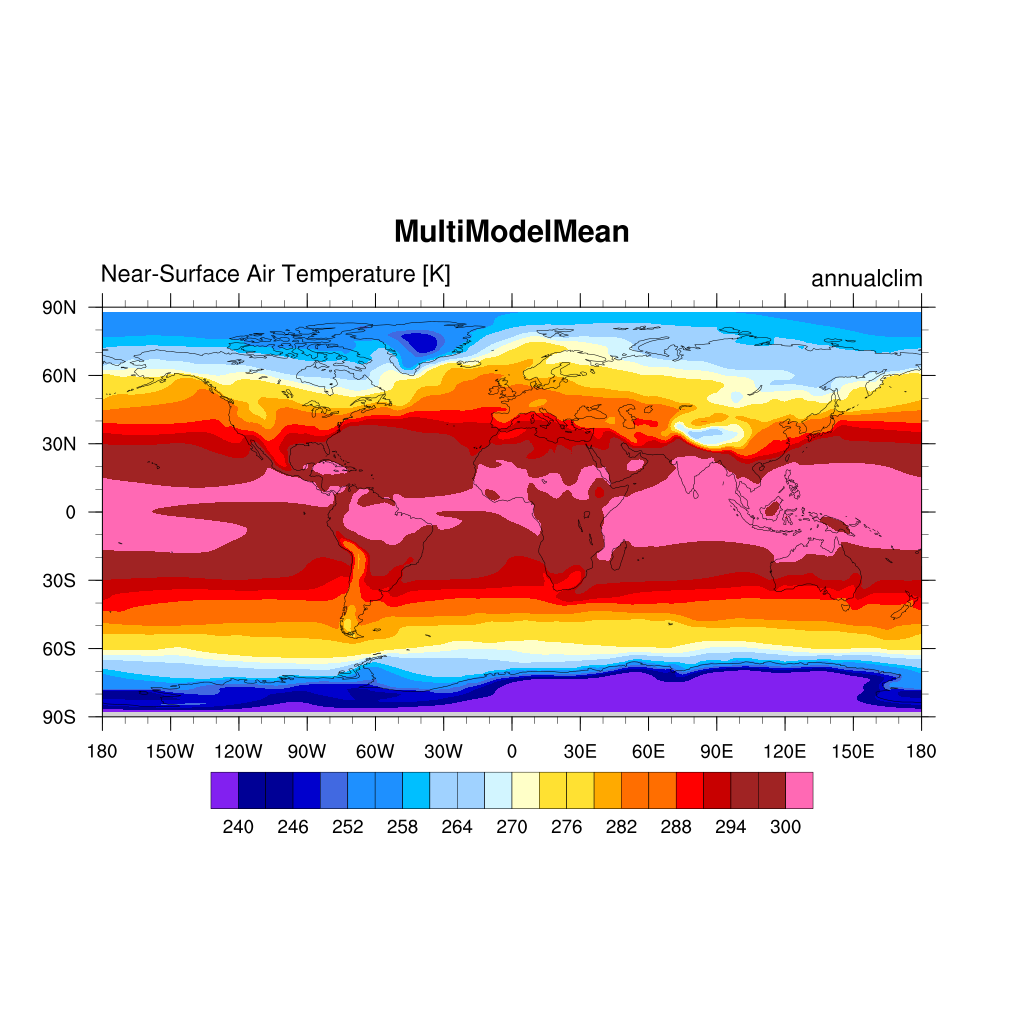 MultiModelMean
Near-Surface Air Temperature [K] annualclim
90N
60N
30N
0
30S
60S
90S
180 150W 120W 90W 60W 30W 0 30E 60E 90E 120E 150E 180
240 246 252 258 264 270 276 282 288 294 300